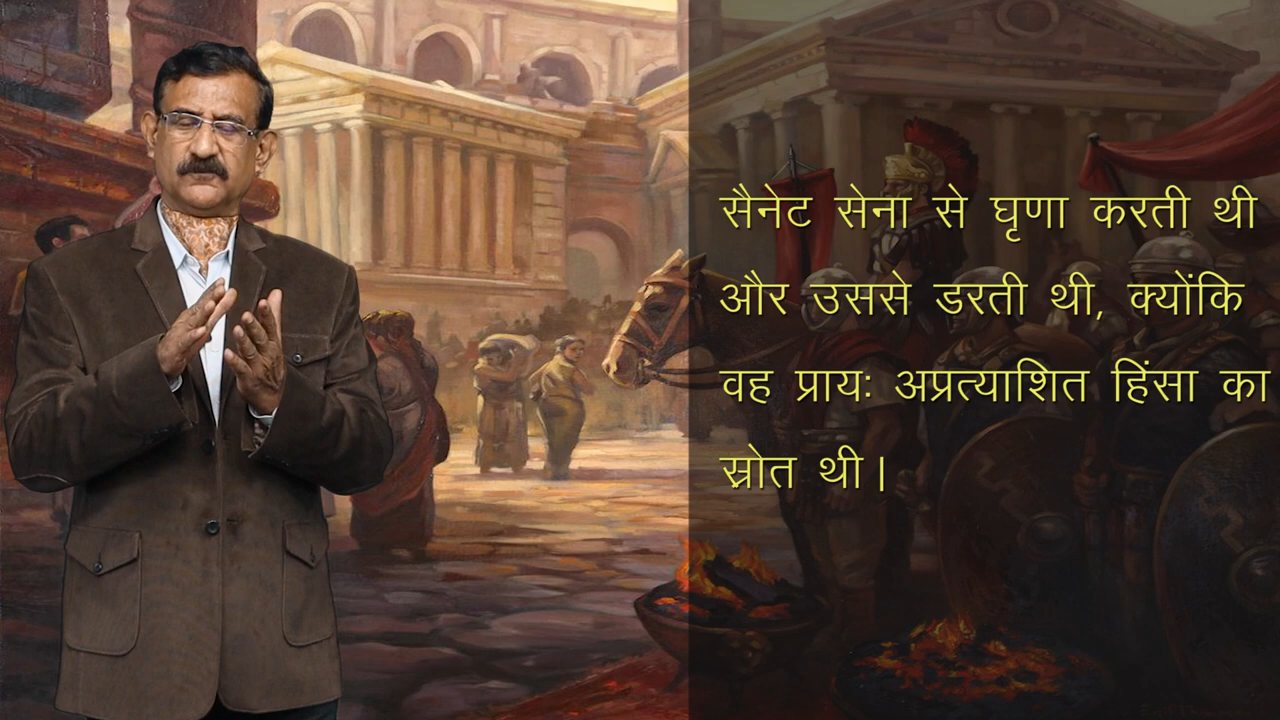 सैनेट सेना से घृणा करती थी
और उससे डरती थी, क्योंकि
वह प्रायः अप्रत्याशित हिंसा का
स्रोत थी।